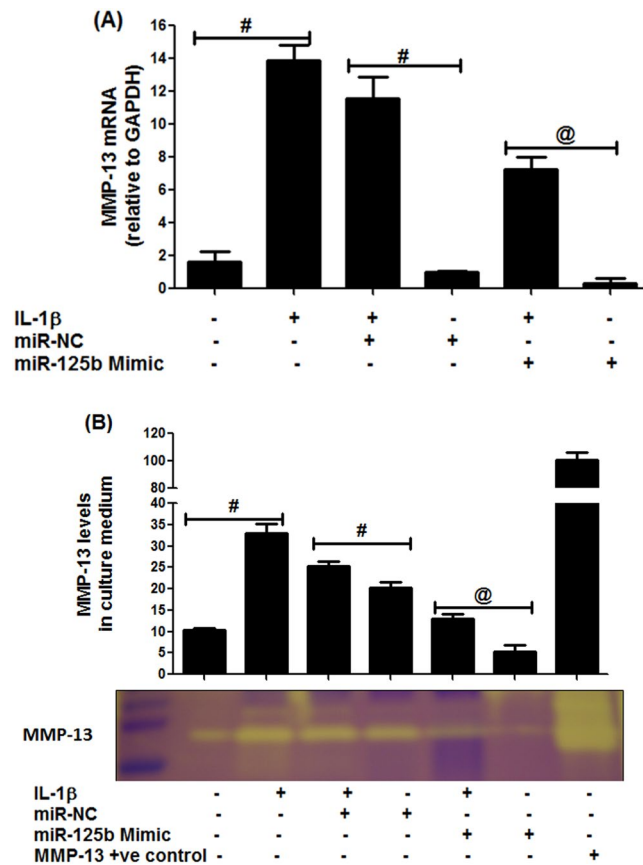 (A)
MMP-13 mRNA
(relative to GAPDH)
16
14
12
10
8
6
4
2
0
#
#
@
IL-1β - + + - + -
miR-NC - - + + - -
miR-125b Mimic - - - - + +
(B)
MMP-13 levels
in culture medium
120
100
80
40
35
30
25
20
15
10
5
0
#
#
@
MMP-13
IL-1β - + + - + - -
miR-NC - - + + - - -
miR-125b Mimic - - - - + + -
MMP-13 +ve control - - - - - - +